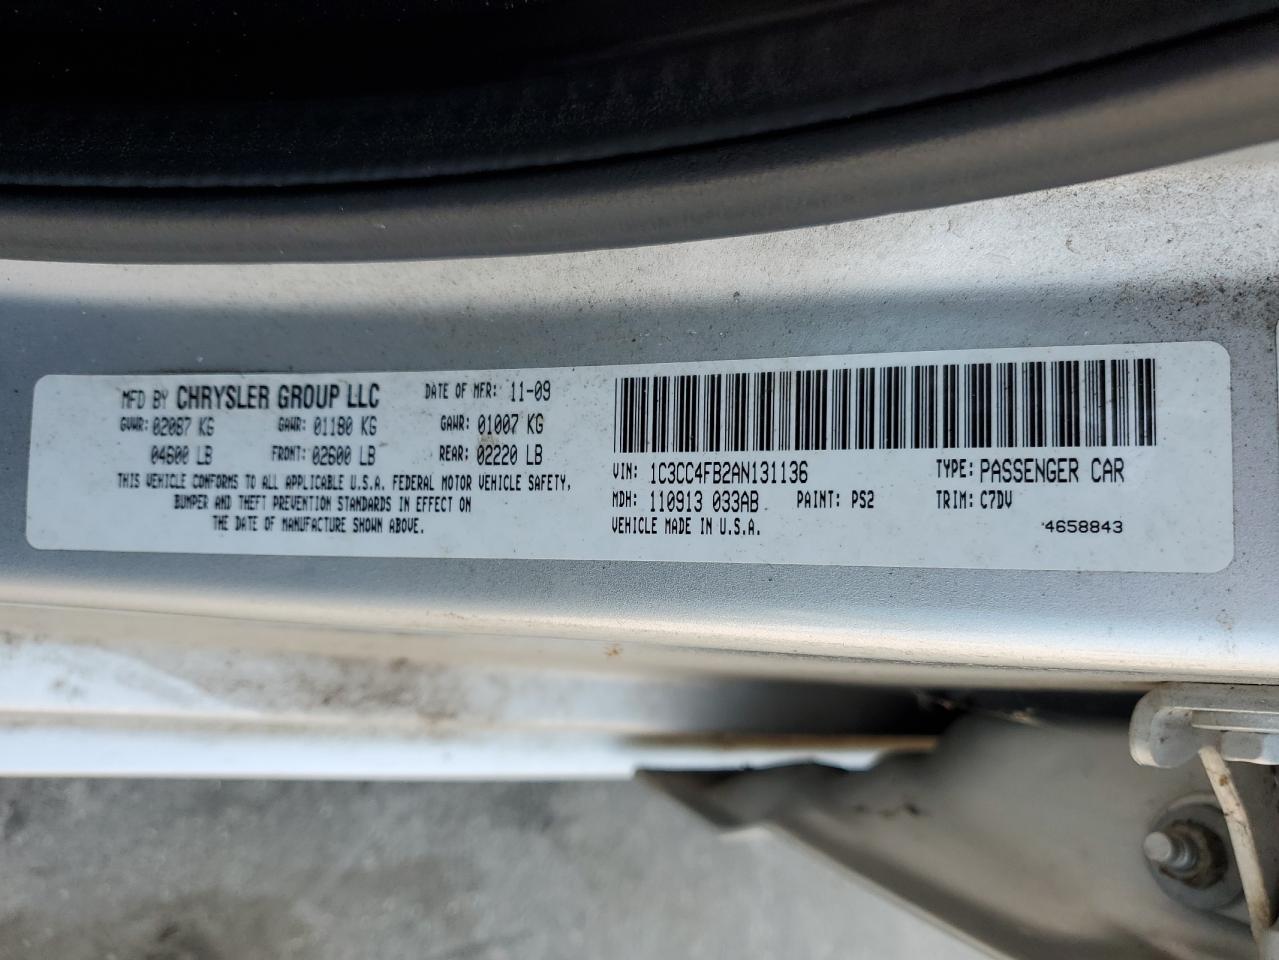 MFD BY CHRYSLER GROUP LLC DATE OF MFR: 11-09
GVWR: 02087 KG GAWR: 01180 KG GAWR: 01007 KG
04600 LB FRONT: 02600 LB REAR: 02220 LB
THIS VEHICLE CONFORMS TO ALL APPLICABLE U.S.A. FEDERAL MOTOR VEHICLE SAFETY,
BUMPER AND THEFT PREVENTION STANDARDS IN EFFECT ON
THE DATE OF MANUFACTURE SHOWN ABOVE.
VIN: 1C3CC4FB2AN131136 TYPE: PASSENGER CAR
MDH: 110913 033AB PAINT: PS2 TRIM: C7DV
VEHICLE MADE IN U.S.A. 4658843